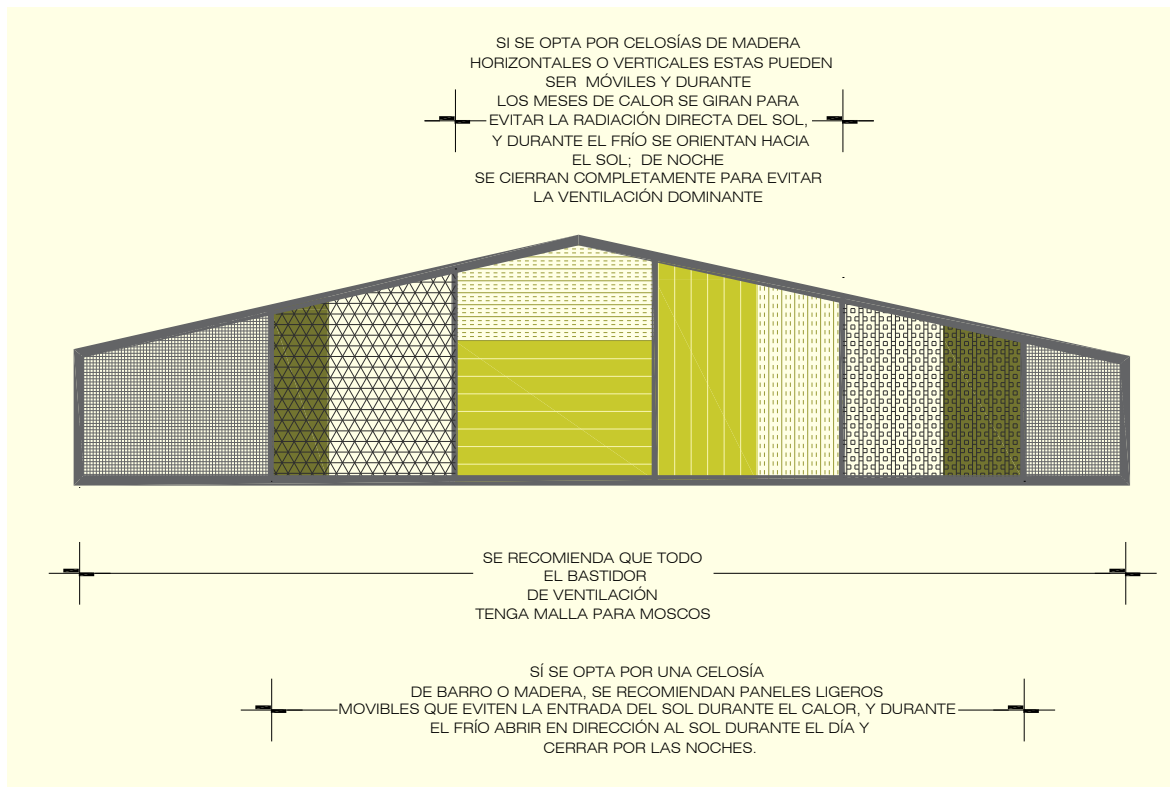 SI SE OPTA POR CELOSÍAS DE MADERA
HORIZONTALES O VERTICALES ESTAS PUEDEN
SER MÓVILES Y DURANTE
LOS MESES DE CALOR SE GIRAN PARA
EVITAR LA RADIACIÓN DIRECTA DEL SOL,
Y DURANTE EL FRÍO SE ORIENTAN HACIA
EL SOL; DE NOCHE
SE CIERRAN COMPLETAMENTE PARA EVITAR
LA VENTILACIÓN DOMINANTE
SE RECOMIENDA QUE TODO
EL BASTIDOR
DE VENTILACIÓN
TENGA MALLA PARA MOSCOS
SÍ SE OPTA POR UNA CELOSÍA
DE BARRO O MADERA, SE RECOMIENDAN PANELES LIGEROS
MOVIBLES QUE EVITEN LA ENTRADA DEL SOL DURANTE EL CALOR, Y DURANTE
EL FRÍO ABRIR EN DIRECCIÓN AL SOL DURANTE EL DÍA Y
CERRAR POR LAS NOCHES.